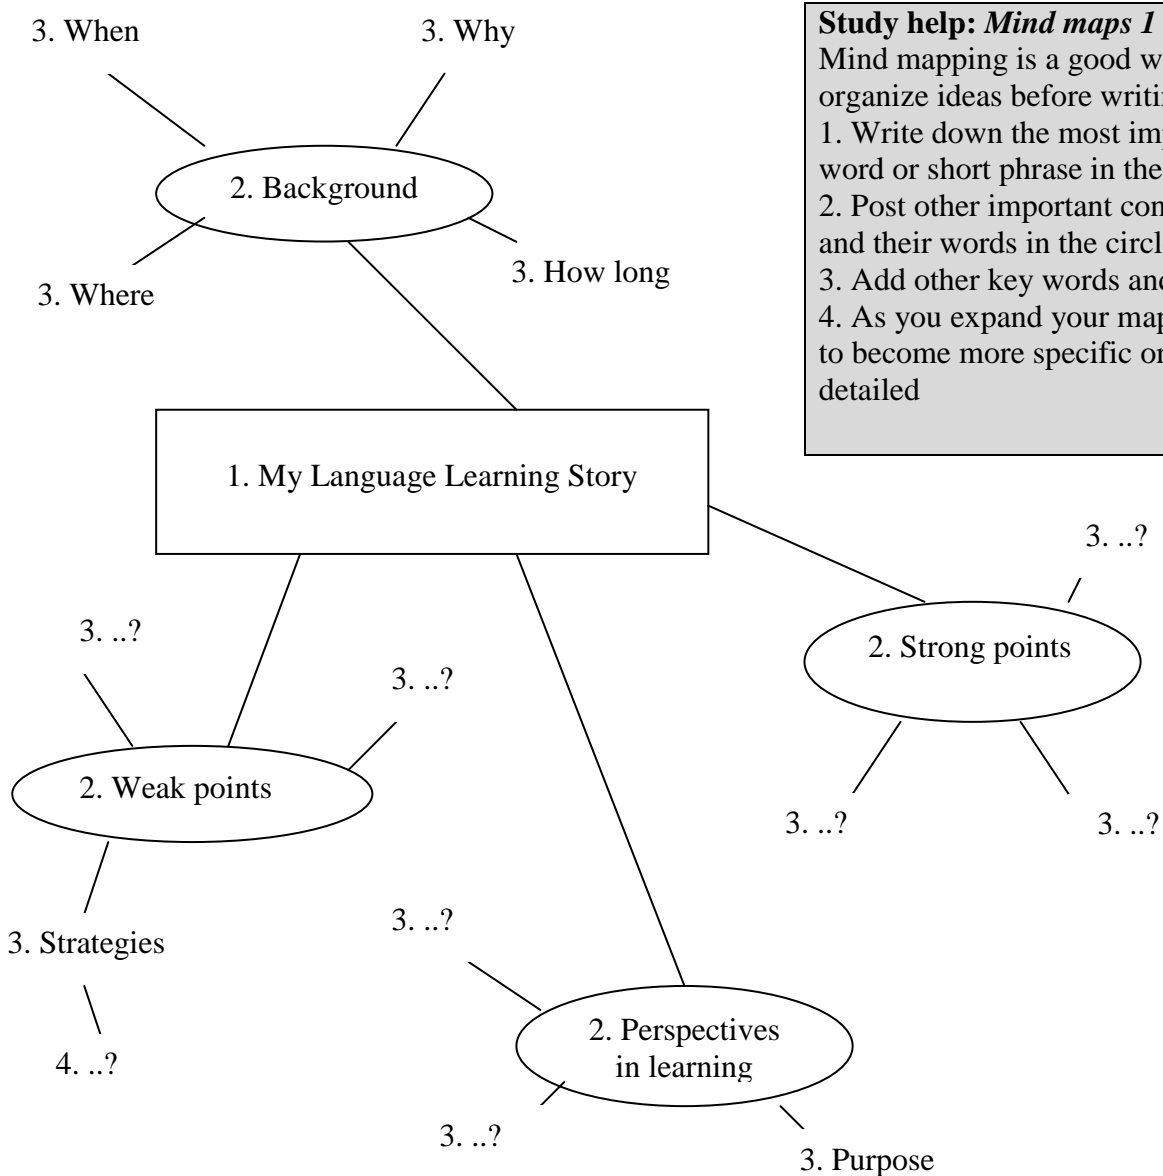 3. When
3. Why
2. Background
3. Where
3. How long
Study help: Mind maps 1
Mind mapping is a good w
organize ideas before writi
1. Write down the most im
word or short phrase in the
2. Post other important con
and their words in the circl
3. Add other key words and
4. As you expand your map
to become more specific or
detailed
1. My Language Learning Story
3. ..?
2. Strong points
3. ..?
3. ..?
3. ..?
3. ..?
2. Weak points
3. Strategies
4. ..?
3. ..?
2. Perspectives
in learning
3. ..?
3. Purpose